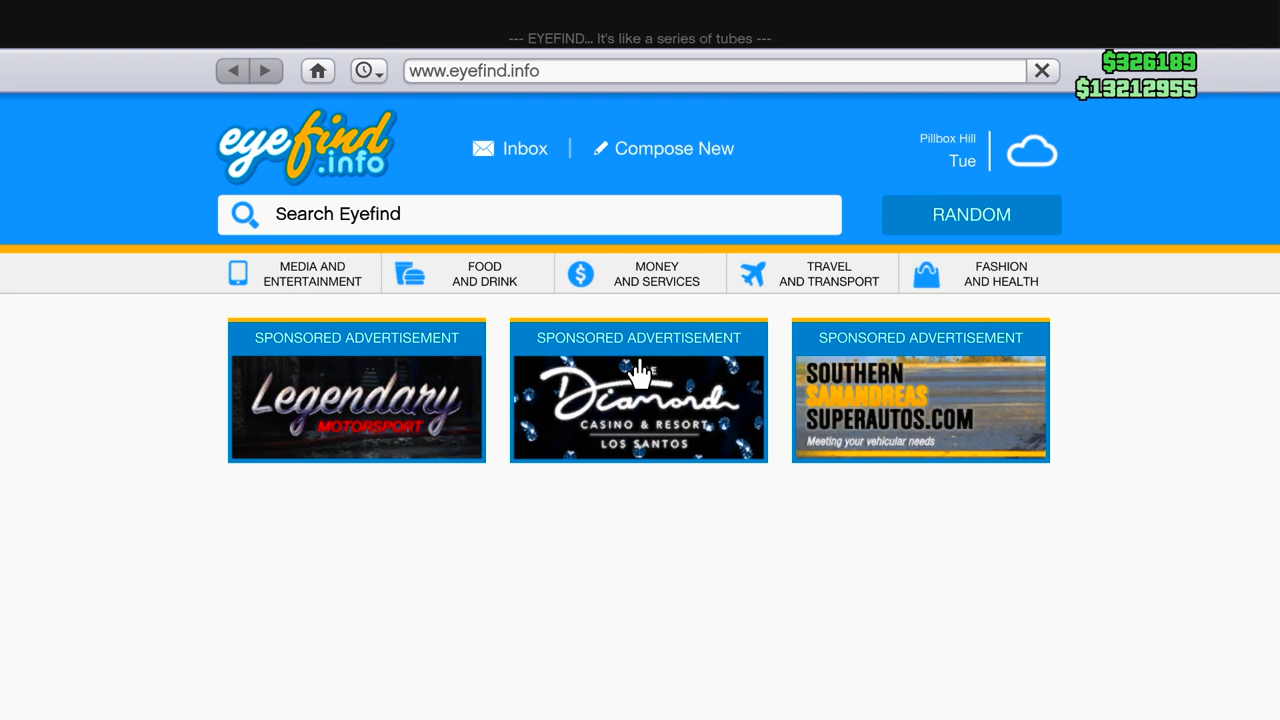 --- EYEFIND... It's like a series of tubes ---
www.eyefind.info
$326189
$13212955
eyefind
.info
Inbox
Compose New
Pillbox Hill
Tue
Search Eyefind
RANDOM
MEDIA AND
ENTERTAINMENT
FOOD
AND DRINK
MONEY
AND SERVICES
TRAVEL
AND TRANSPORT
FASHION
AND HEALTH
SPONSORED ADVERTISEMENT
Legendary
MOTORSPORT
SPONSORED ADVERTISEMENT
Diamond
CASINO & RESORT
LOS SANTOS
SPONSORED ADVERTISEMENT
SOUTHERN
SANANDREAS
SUPERAUTOS.COM
Meeting your vehicular needs